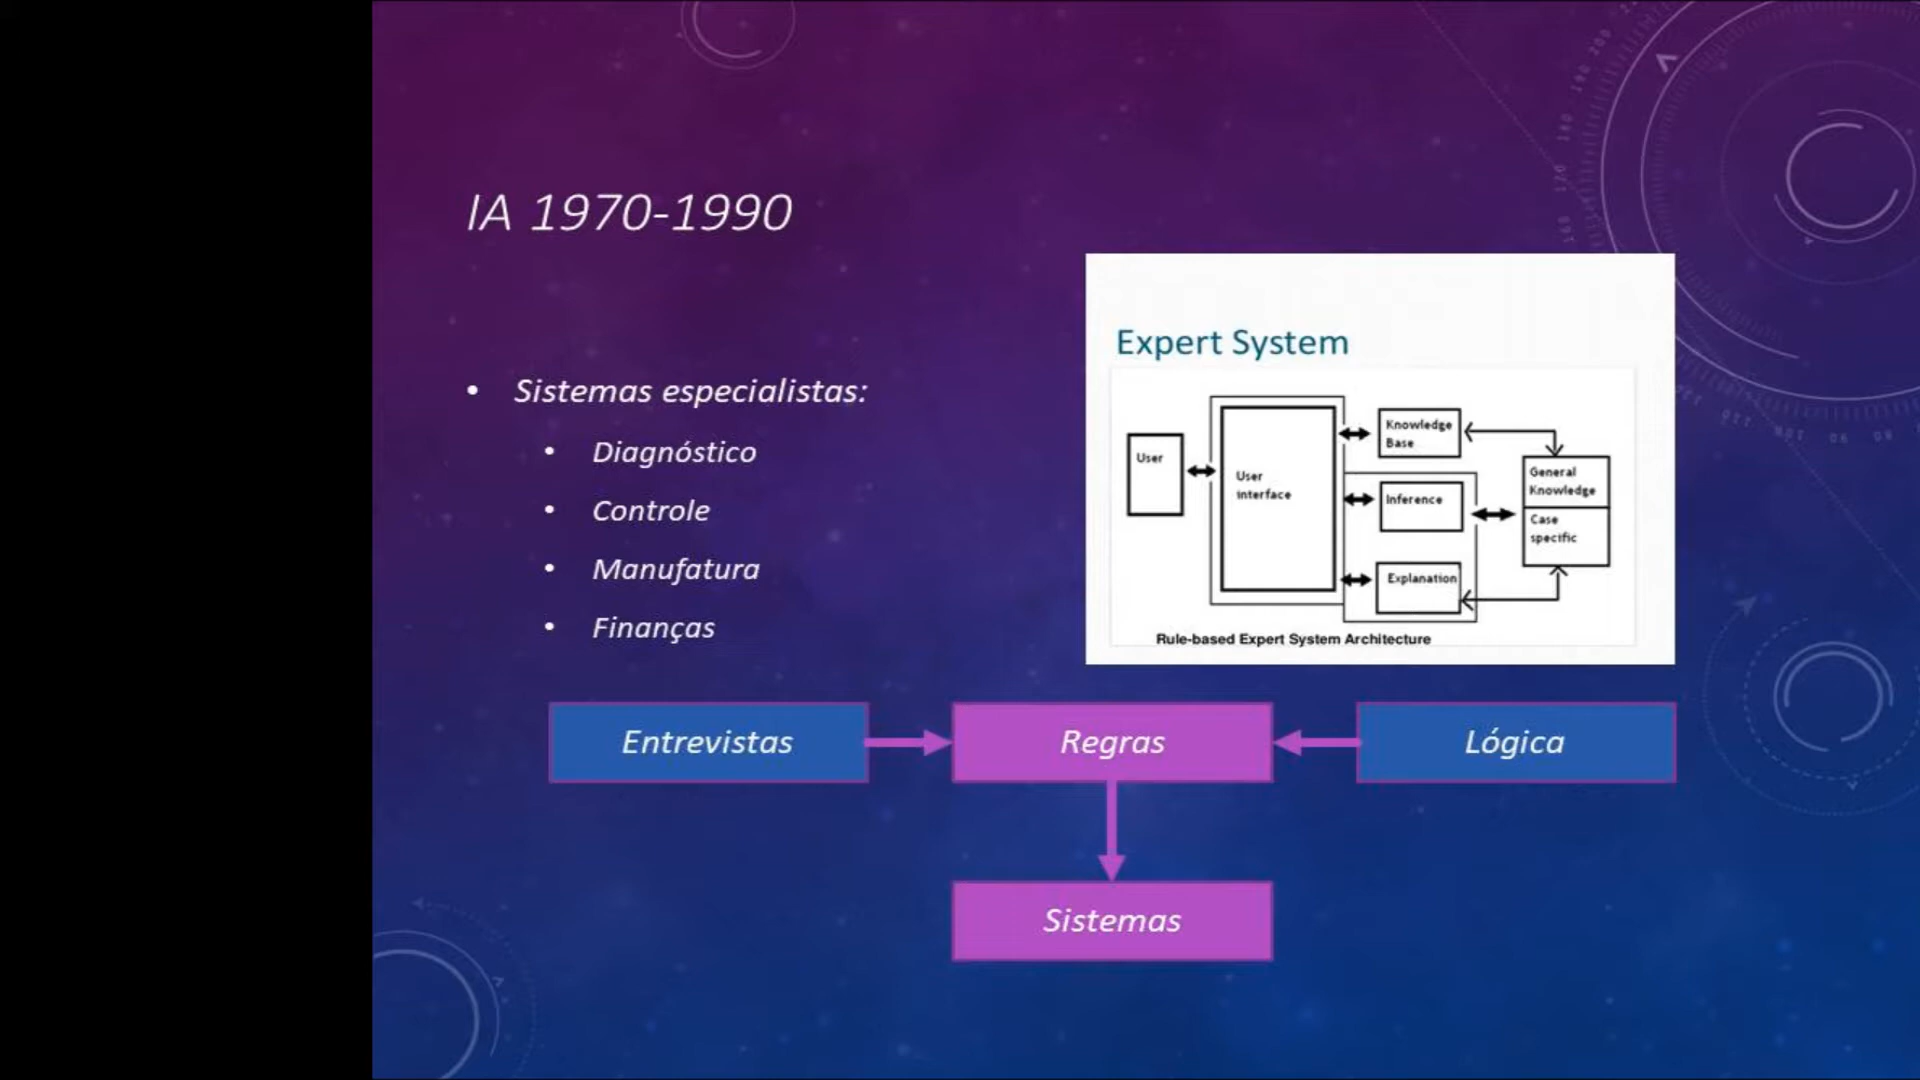 IA 1970-1990
• Sistemas especialistas:
• Diagnóstico
• Controle
• Manufatura
• Finanças
Expert System
User
User
interface
Knowledge
Base
Inference
Explanation
General
Knowledge
Case
specific
Rule-based Expert System Architecture
Entrevistas
Regras
Lógica
Sistemas